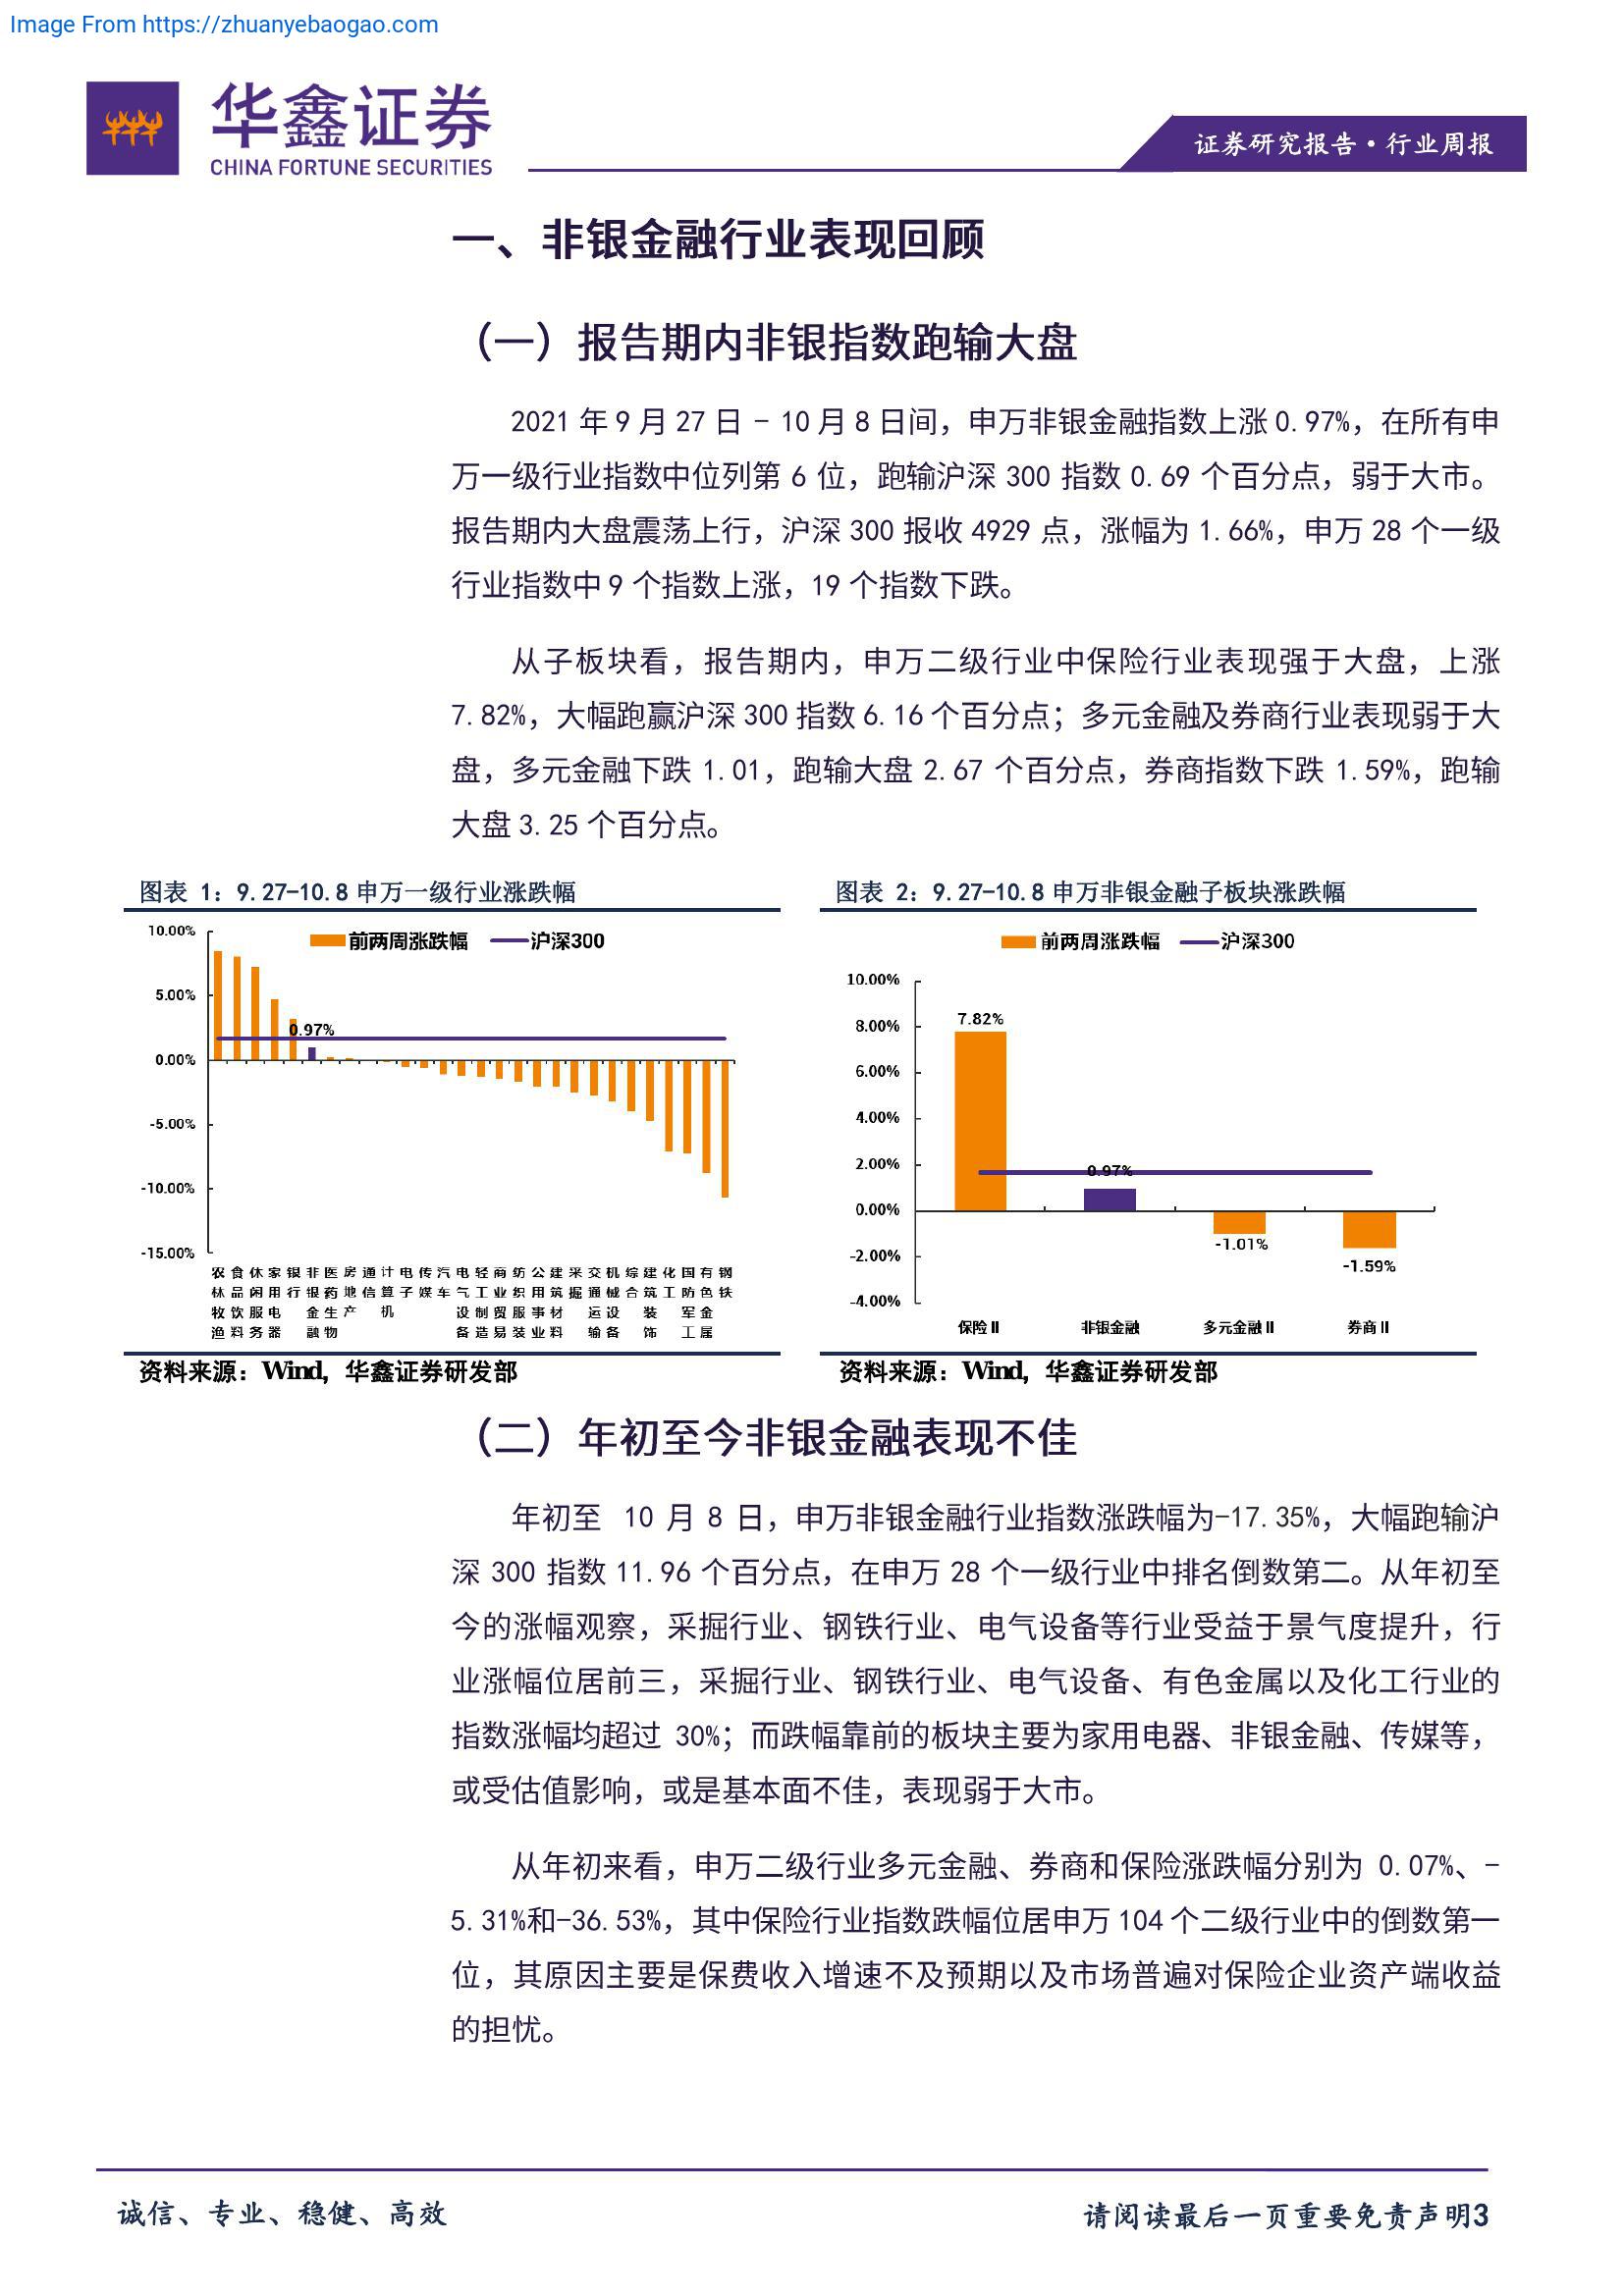 Image From https://zhuanyebaogao.com
华鑫证券
CHINA FORTUNE SECURITIES
证券研究报告·行业周报
一、非银金融行业表现回顾
（一）报告期内非银指数跑输大盘
2021 年 9 月 27 日 - 10 月 8 日间，申万非银金融指数上涨 0.97%，在所有申
万一级行业指数中位列第 6 位，跑输沪深 300 指数 0.69 个百分点，弱于大市。
报告期内大盘震荡上行，沪深 300 报收 4929 点，涨幅为 1.66%，申万 28 个一级
行业指数中 9 个指数上涨，19 个指数下跌。
从子板块看，报告期内，申万二级行业中保险行业表现强于大盘，上涨
7.82%，大幅跑赢沪深 300 指数 6.16 个百分点；多元金融及券商行业表现弱于大
盘，多元金融下跌 1.01，跑输大盘 2.67 个百分点，券商指数下跌 1.59%，跑输
大盘 3.25 个百分点。
图表 1：9.27-10.8 申万一级行业涨跌幅
前两周涨跌幅 沪深300
10.00%
5.00%
0.00%
-5.00%
-10.00%
-15.00%
0.97%
农林牧渔
食品饮料
休闲服务
家用电器
银行
非银金融
医药生物
房地产
通信
计算机
电子
传媒
汽车
电气设备
轻工制造
商业贸易
纺织服装
公用事业
建筑材料
采掘
交通运输
机械设备
综合
建筑装饰
化工
国防军工
有色金属
钢铁
资料来源：Wind，华鑫证券研发部
图表 2：9.27-10.8 申万非银金融子板块涨跌幅
前两周涨跌幅 沪深300
10.00%
8.00%
6.00%
4.00%
2.00%
0.00%
-2.00%
-4.00%
7.82%
0.97%
-1.01%
-1.59%
保险Ⅱ 非银金融 多元金融Ⅱ 券商Ⅱ
资料来源：Wind，华鑫证券研发部
（二）年初至今非银金融表现不佳
年初至 10 月 8 日，申万非银金融行业指数涨跌幅为-17.35%，大幅跑输沪
深 300 指数 11.96 个百分点，在申万 28 个一级行业中排名倒数第二。从年初至
今的涨幅观察，采掘行业、钢铁行业、电气设备等行业受益于景气度提升，行
业涨幅位居前三，采掘行业、钢铁行业、电气设备、有色金属以及化工行业的
指数涨幅均超过 30%；而跌幅靠前的板块主要为家用电器、非银金融、传媒等，
或受估值影响，或是基本面不佳，表现弱于大市。
从年初来看，申万二级行业多元金融、券商和保险涨跌幅分别为 0.07%、-
5.31%和-36.53%，其中保险行业指数跌幅位居申万 104 个二级行业中的倒数第一
位，其原因主要是保费收入增速不及预期以及市场普遍对保险企业资产端收益
的担忧。
诚信、专业、稳健、高效
请阅读最后一页重要免责声明3